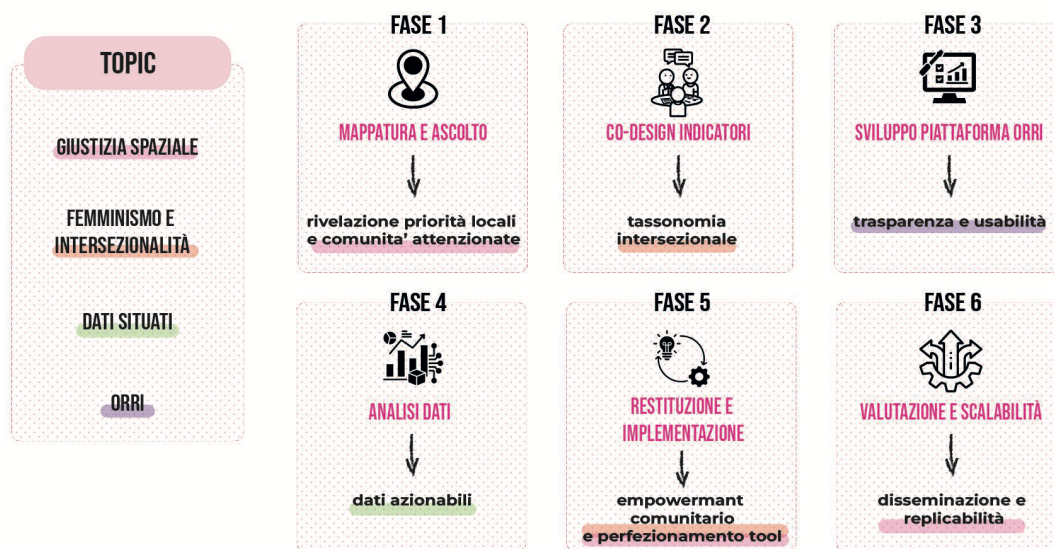 TOPIC
GIUSTIZIA SPAZIALE
FEMMINISMO E
INTERSEZIONALITÀ
DATI SITUATI
ORRI
FASE 1
MAPPATURA E ASCOLTO
rivelazione priorità locali
e comunita' attenzionate
FASE 2
CO-DESIGN INDICATORI
tassonomia
intersezionale
FASE 3
SVILUPPO PIATTAFORMA ORRI
trasparenza e usabilità
FASE 4
ANALISI DATI
dati azionabili
FASE 5
RESTITUZIONE E
IMPLEMENTAZIONE
empowermant
comunitario
e perfezionamento tool
FASE 6
VALUTAZIONE E SCALABILITÀ
disseminazione e
replicabilità